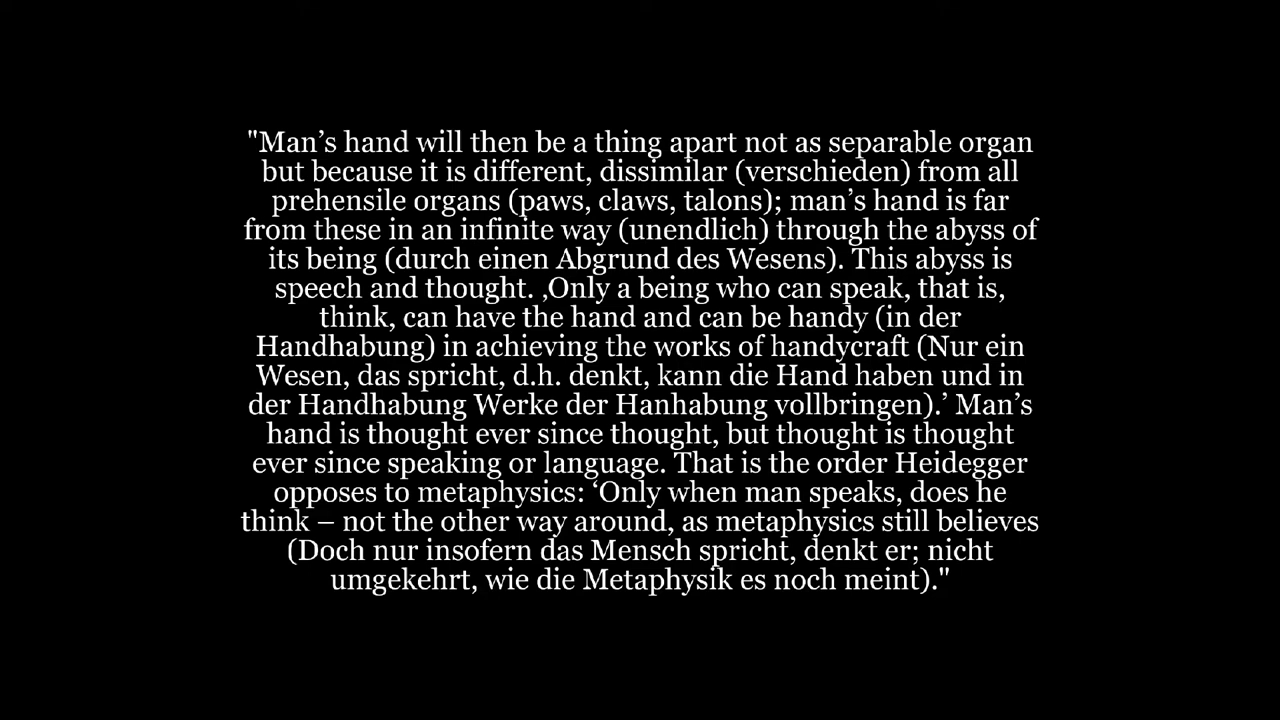 "Man’s hand will then be a thing apart not as separable organ
but because it is different, dissimilar (verschieden) from all
prehensile organs (paws, claws, talons); man’s hand is far
from these in an infinite way (unendlich) through the abyss of
its being (durch einen Abgrund des Wesens). This abyss is
speech and thought. ‚Only a being who can speak, that is,
think, can have the hand and can be handy (in der
Handhabung) in achieving the works of handycraft (Nur ein
Wesen, das spricht, d.h. denkt, kann die Hand haben und in
der Handhabung Werke der Hanhabung vollbringen).’ Man’s
hand is thought ever since thought, but thought is thought
ever since speaking or language. That is the order Heidegger
opposes to metaphysics: ‘Only when man speaks, does he
think – not the other way around, as metaphysics still believes
(Doch nur insofern das Mensch spricht, denkt er; nicht
umgekehrt, wie die Metaphysik es noch meint)."